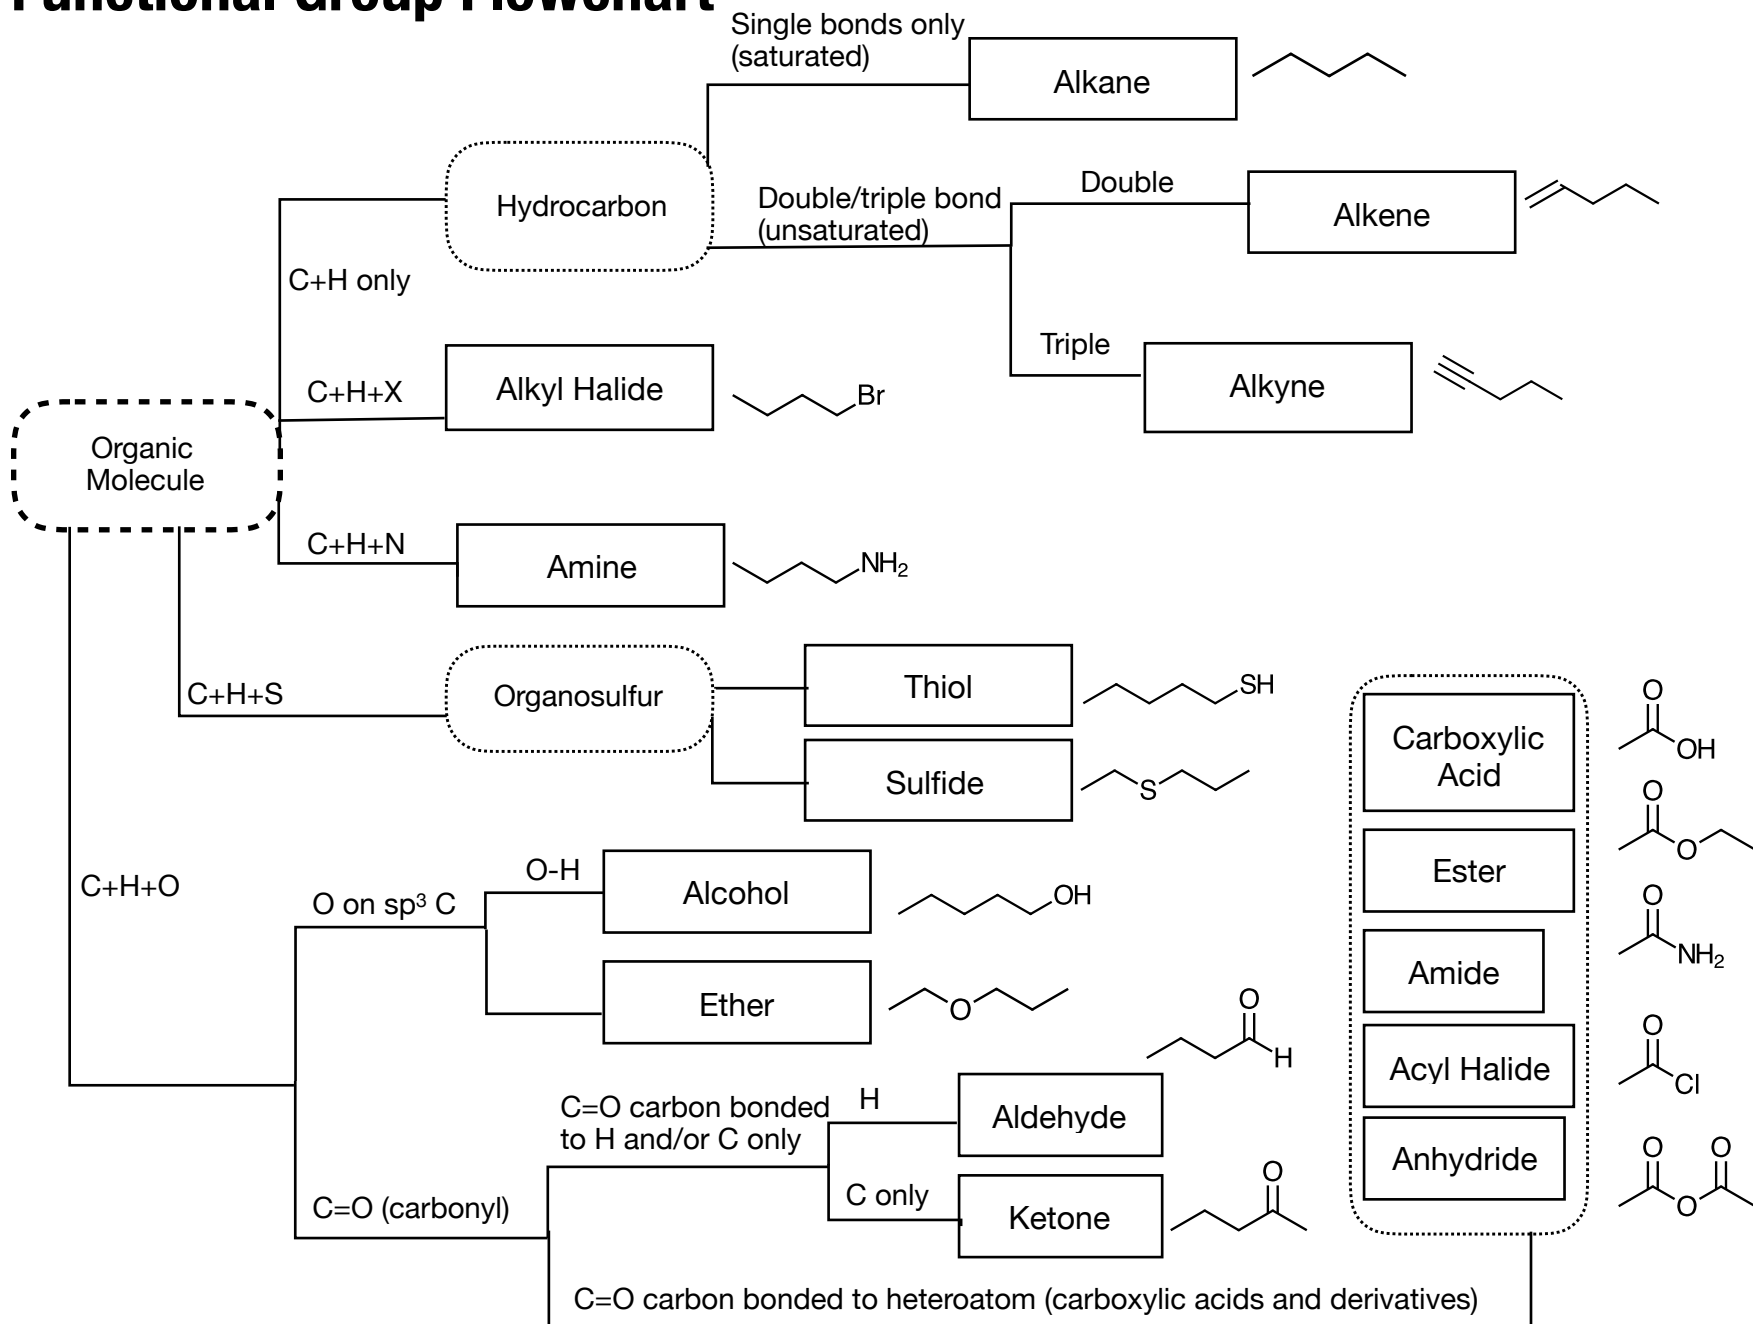 Functional Group Flowchart
Single bonds only
(saturated)
Alkane
Hydrocarbon
Double/triple bond
(unsaturated)
Double
Alkene
C+H only
Triple
Alkyne
C+H+X
Alkyl Halide
Br
Organic
Molecule
C+H+N
Amine
NH₂
C+H+S
Organosulfur
Thiol
SH
Sulfide
S
C+H+O
O on sp³ C
O-H
Alcohol
OH
Ether
O
C=O (carbonyl)
C=O carbon bonded
to H and/or C only
H
Aldehyde
O
H
C only
Ketone
O
C=O carbon bonded to heteroatom (carboxylic acids and derivatives)
Carboxylic
Acid
O
OH
Ester
O
O
Amide
O
NH₂
Acyl Halide
O
Cl
Anhydride
O O
O